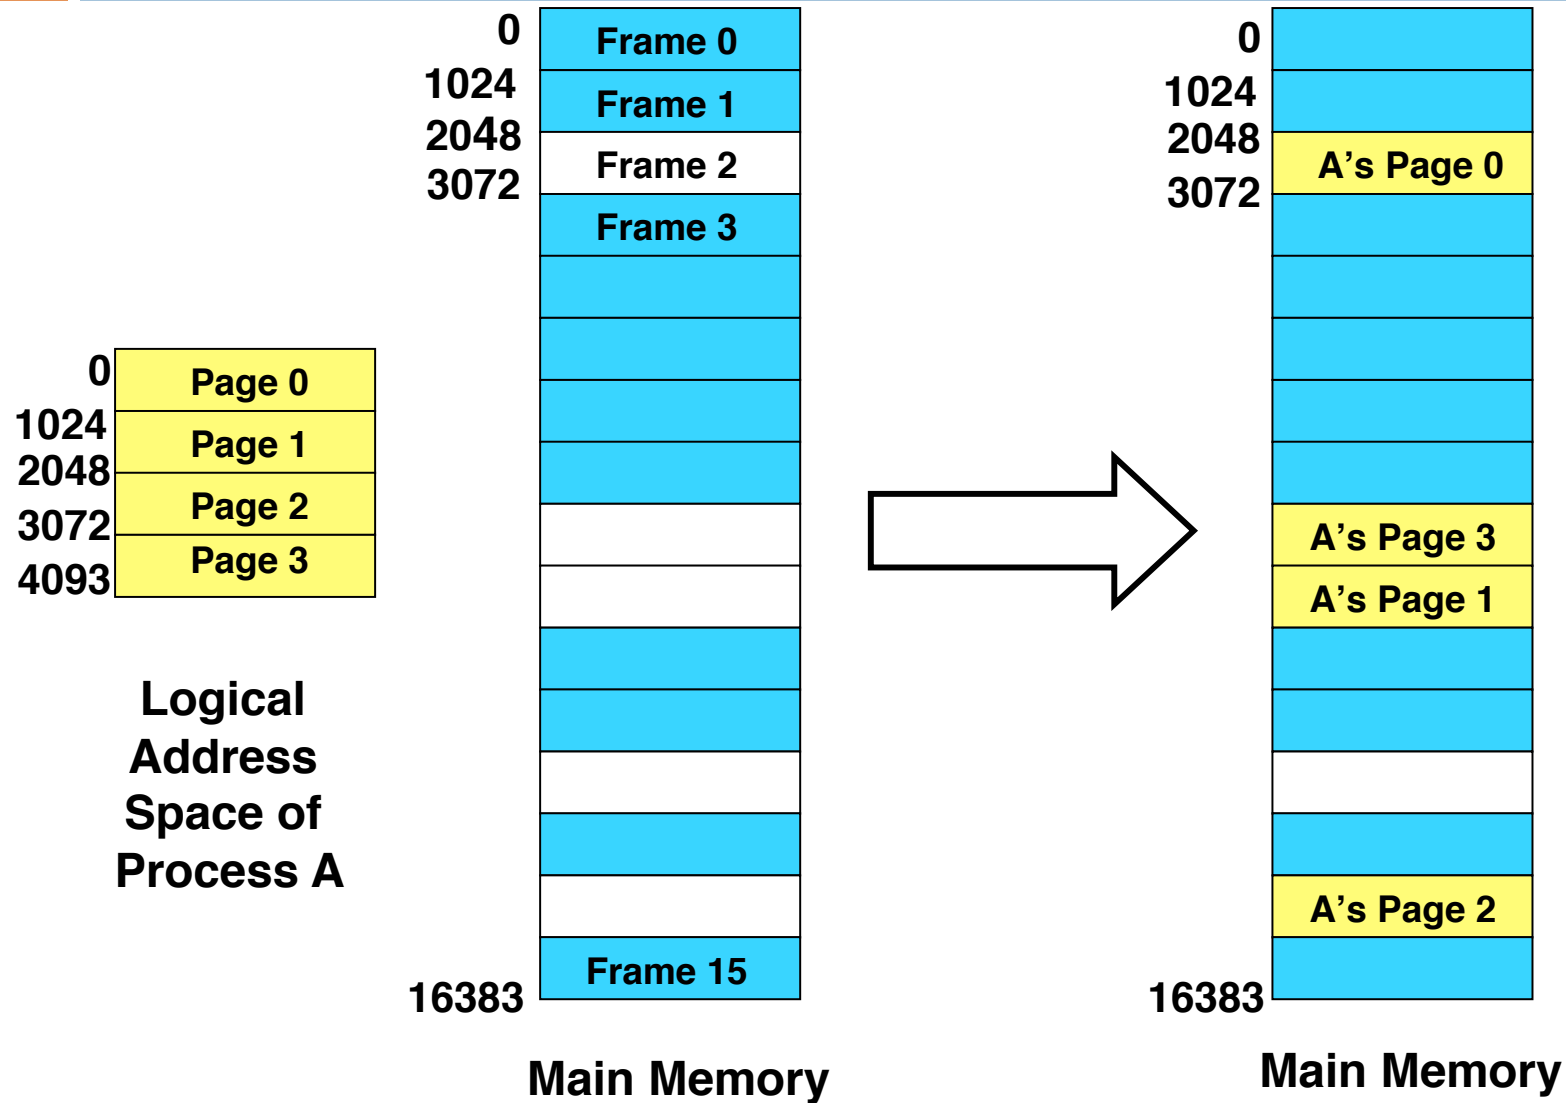 0
Page 0
1024
Page 1
2048
Page 2
3072
Page 3
4093
Logical
Address
Space of
Process A
0
Frame 0
1024
Frame 1
2048
Frame 2
3072
Frame 3
Frame 15
16383
Main Memory
0
1024
2048
A’s Page 0
3072
A’s Page 3
A’s Page 1
A’s Page 2
16383
Main Memory